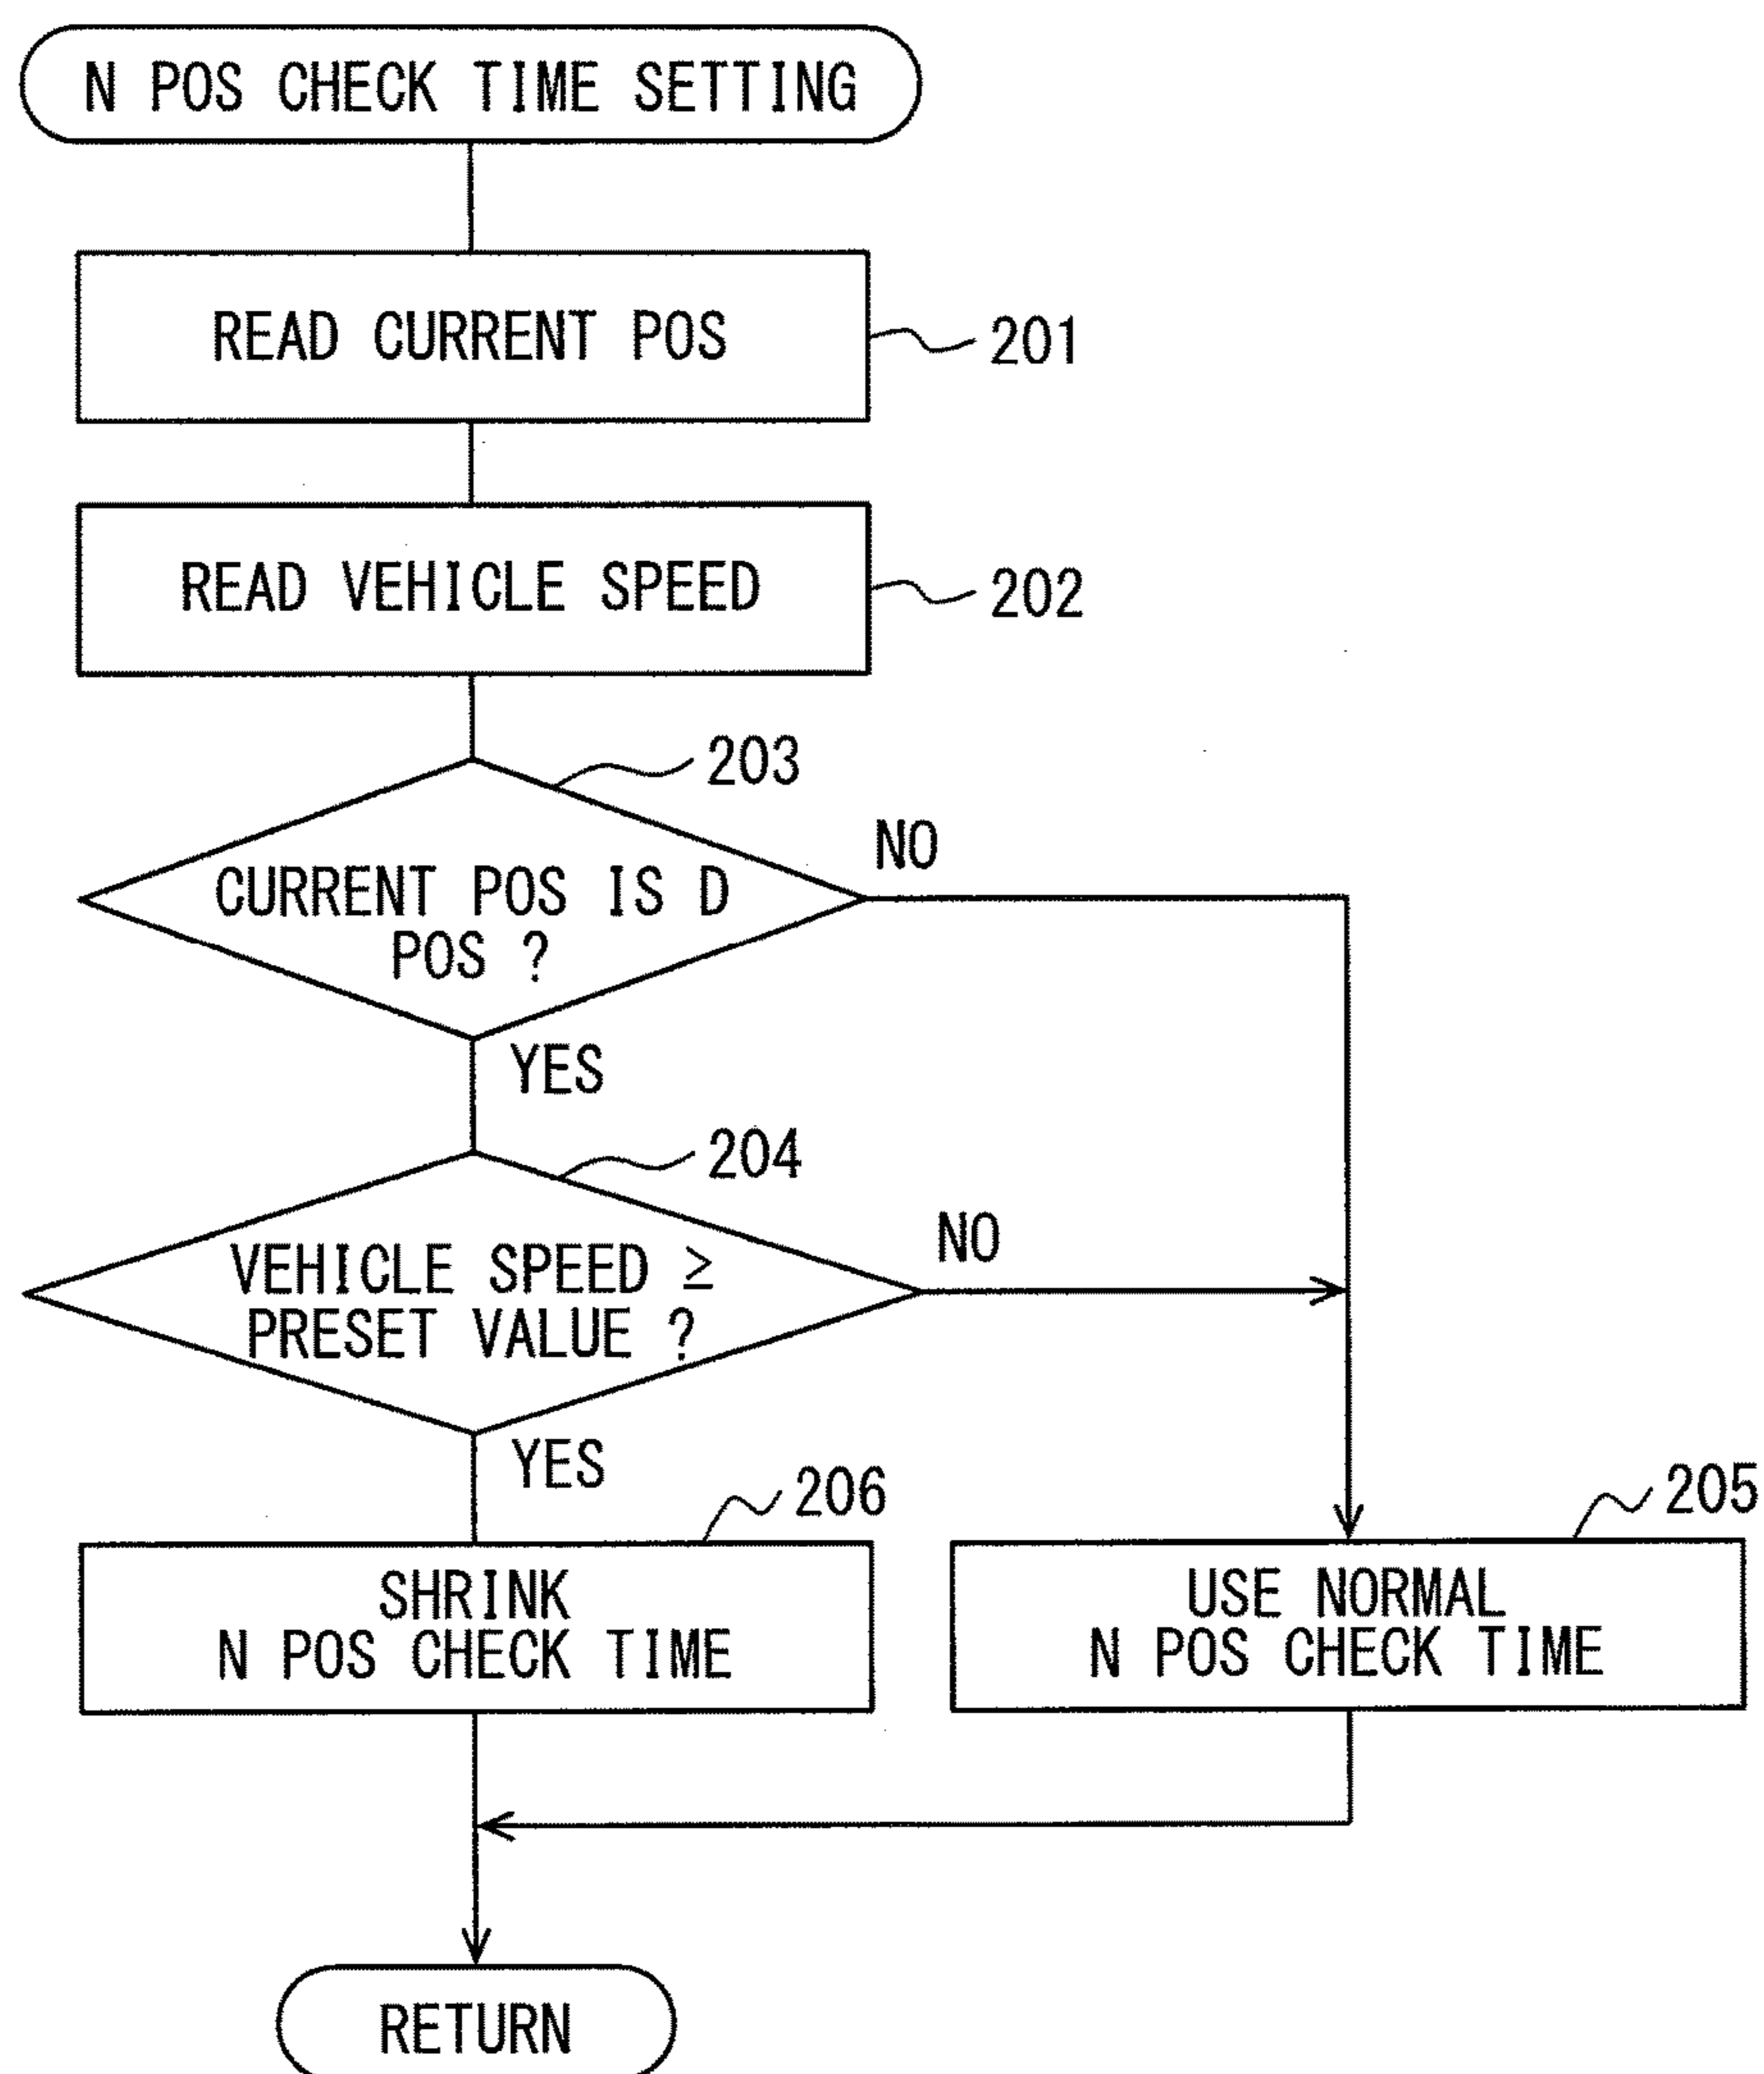 N POS CHECK TIME SETTING
READ CURRENT POS
201
READ VEHICLE SPEED
202
203
CURRENT POS IS D
POS ?
NO
YES
204
VEHICLE SPEED ≥
PRESET VALUE ?
NO
YES
206
SHRINK
N POS CHECK TIME
205
USE NORMAL
N POS CHECK TIME
RETURN